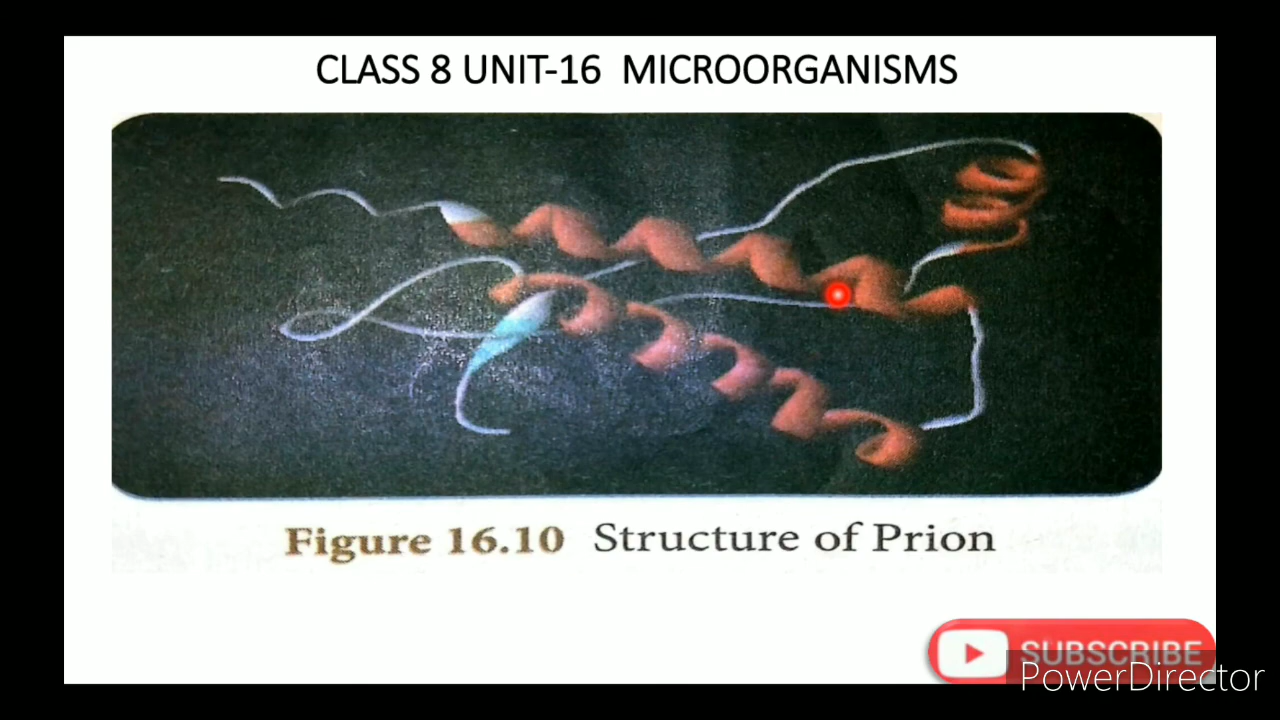 CLASS 8 UNIT-16 MICROORGANISMS
Figure 16.10 Structure of Prion
SUBSCRIBE
PowerDirector